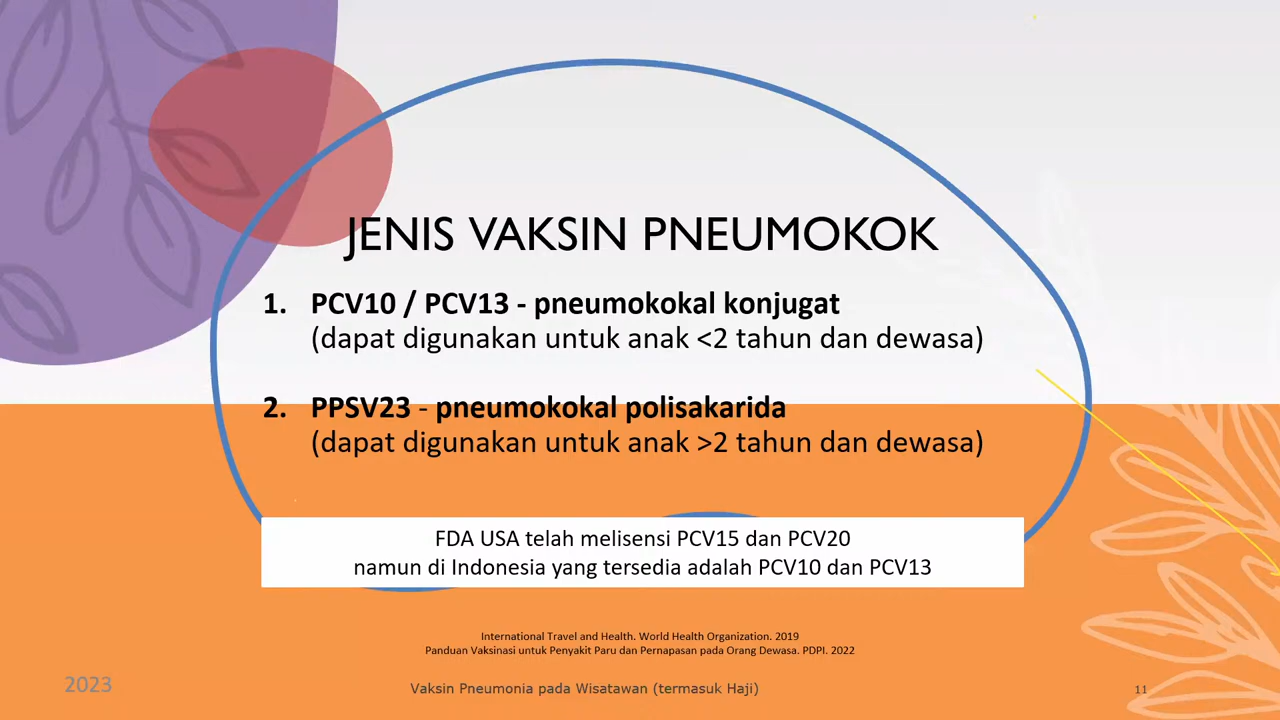 JENIS VAKSIN PNEUMOKOK
1. PCV10 / PCV13 - pneumokokal konjugat
(dapat digunakan untuk anak <2 tahun dan dewasa)
2. PPSV23 - pneumokokal polisakarida
(dapat digunakan untuk anak >2 tahun dan dewasa)
FDA USA telah melisensi PCV15 dan PCV20
namun di Indonesia yang tersedia adalah PCV10 dan PCV13
International Travel and Health. World Health Organization. 2019
Panduan Vaksinasi untuk Penyakit Paru dan Pernapasan pada Orang Dewasa. PDPI. 2022
2023
Vaksin Pneumonia pada Wisatawan (termasuk Haji)
11